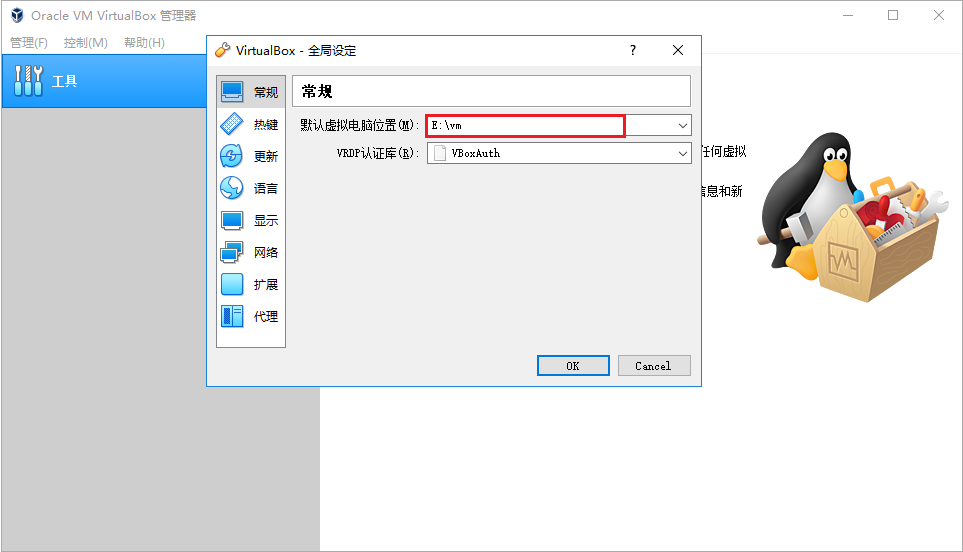 Oracle VM VirtualBox 管理器
管理(F) 控制(M) 帮助(H)
工具
VirtualBox - 全局设定
?
常规
热键
更新
语言
显示
网络
扩展
代理
常规
默认虚拟电脑位置(M): E:\vm
VRDP认证库(R): VBoxAuth
OK Cancel
任何虚拟
信息和新